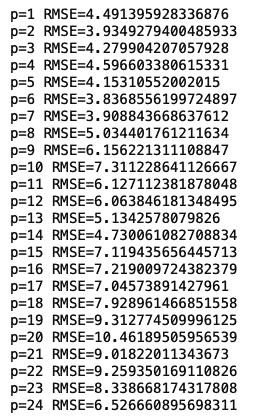 p=1 RMSE=4.491395928336876
p=2 RMSE=3.9349279400485933
p=3 RMSE=4.279904207057928
p=4 RMSE=4.596603380615331
p=5 RMSE=4.15310552002015
p=6 RMSE=3.8368556199724897
p=7 RMSE=3.908843668637612
p=8 RMSE=5.034401761211634
p=9 RMSE=6.156221311108847
p=10 RMSE=7.311228641126667
p=11 RMSE=6.127112381878048
p=12 RMSE=6.063846181348495
p=13 RMSE=5.1342578079826
p=14 RMSE=4.730061082708834
p=15 RMSE=7.119435656445713
p=16 RMSE=7.219009724382379
p=17 RMSE=7.04573891427961
p=18 RMSE=7.928961466851558
p=19 RMSE=9.312774509996125
p=20 RMSE=10.46189505956539
p=21 RMSE=9.01822011343673
p=22 RMSE=9.259350169110826
p=23 RMSE=8.338668174317808
p=24 RMSE=6.526660895698311